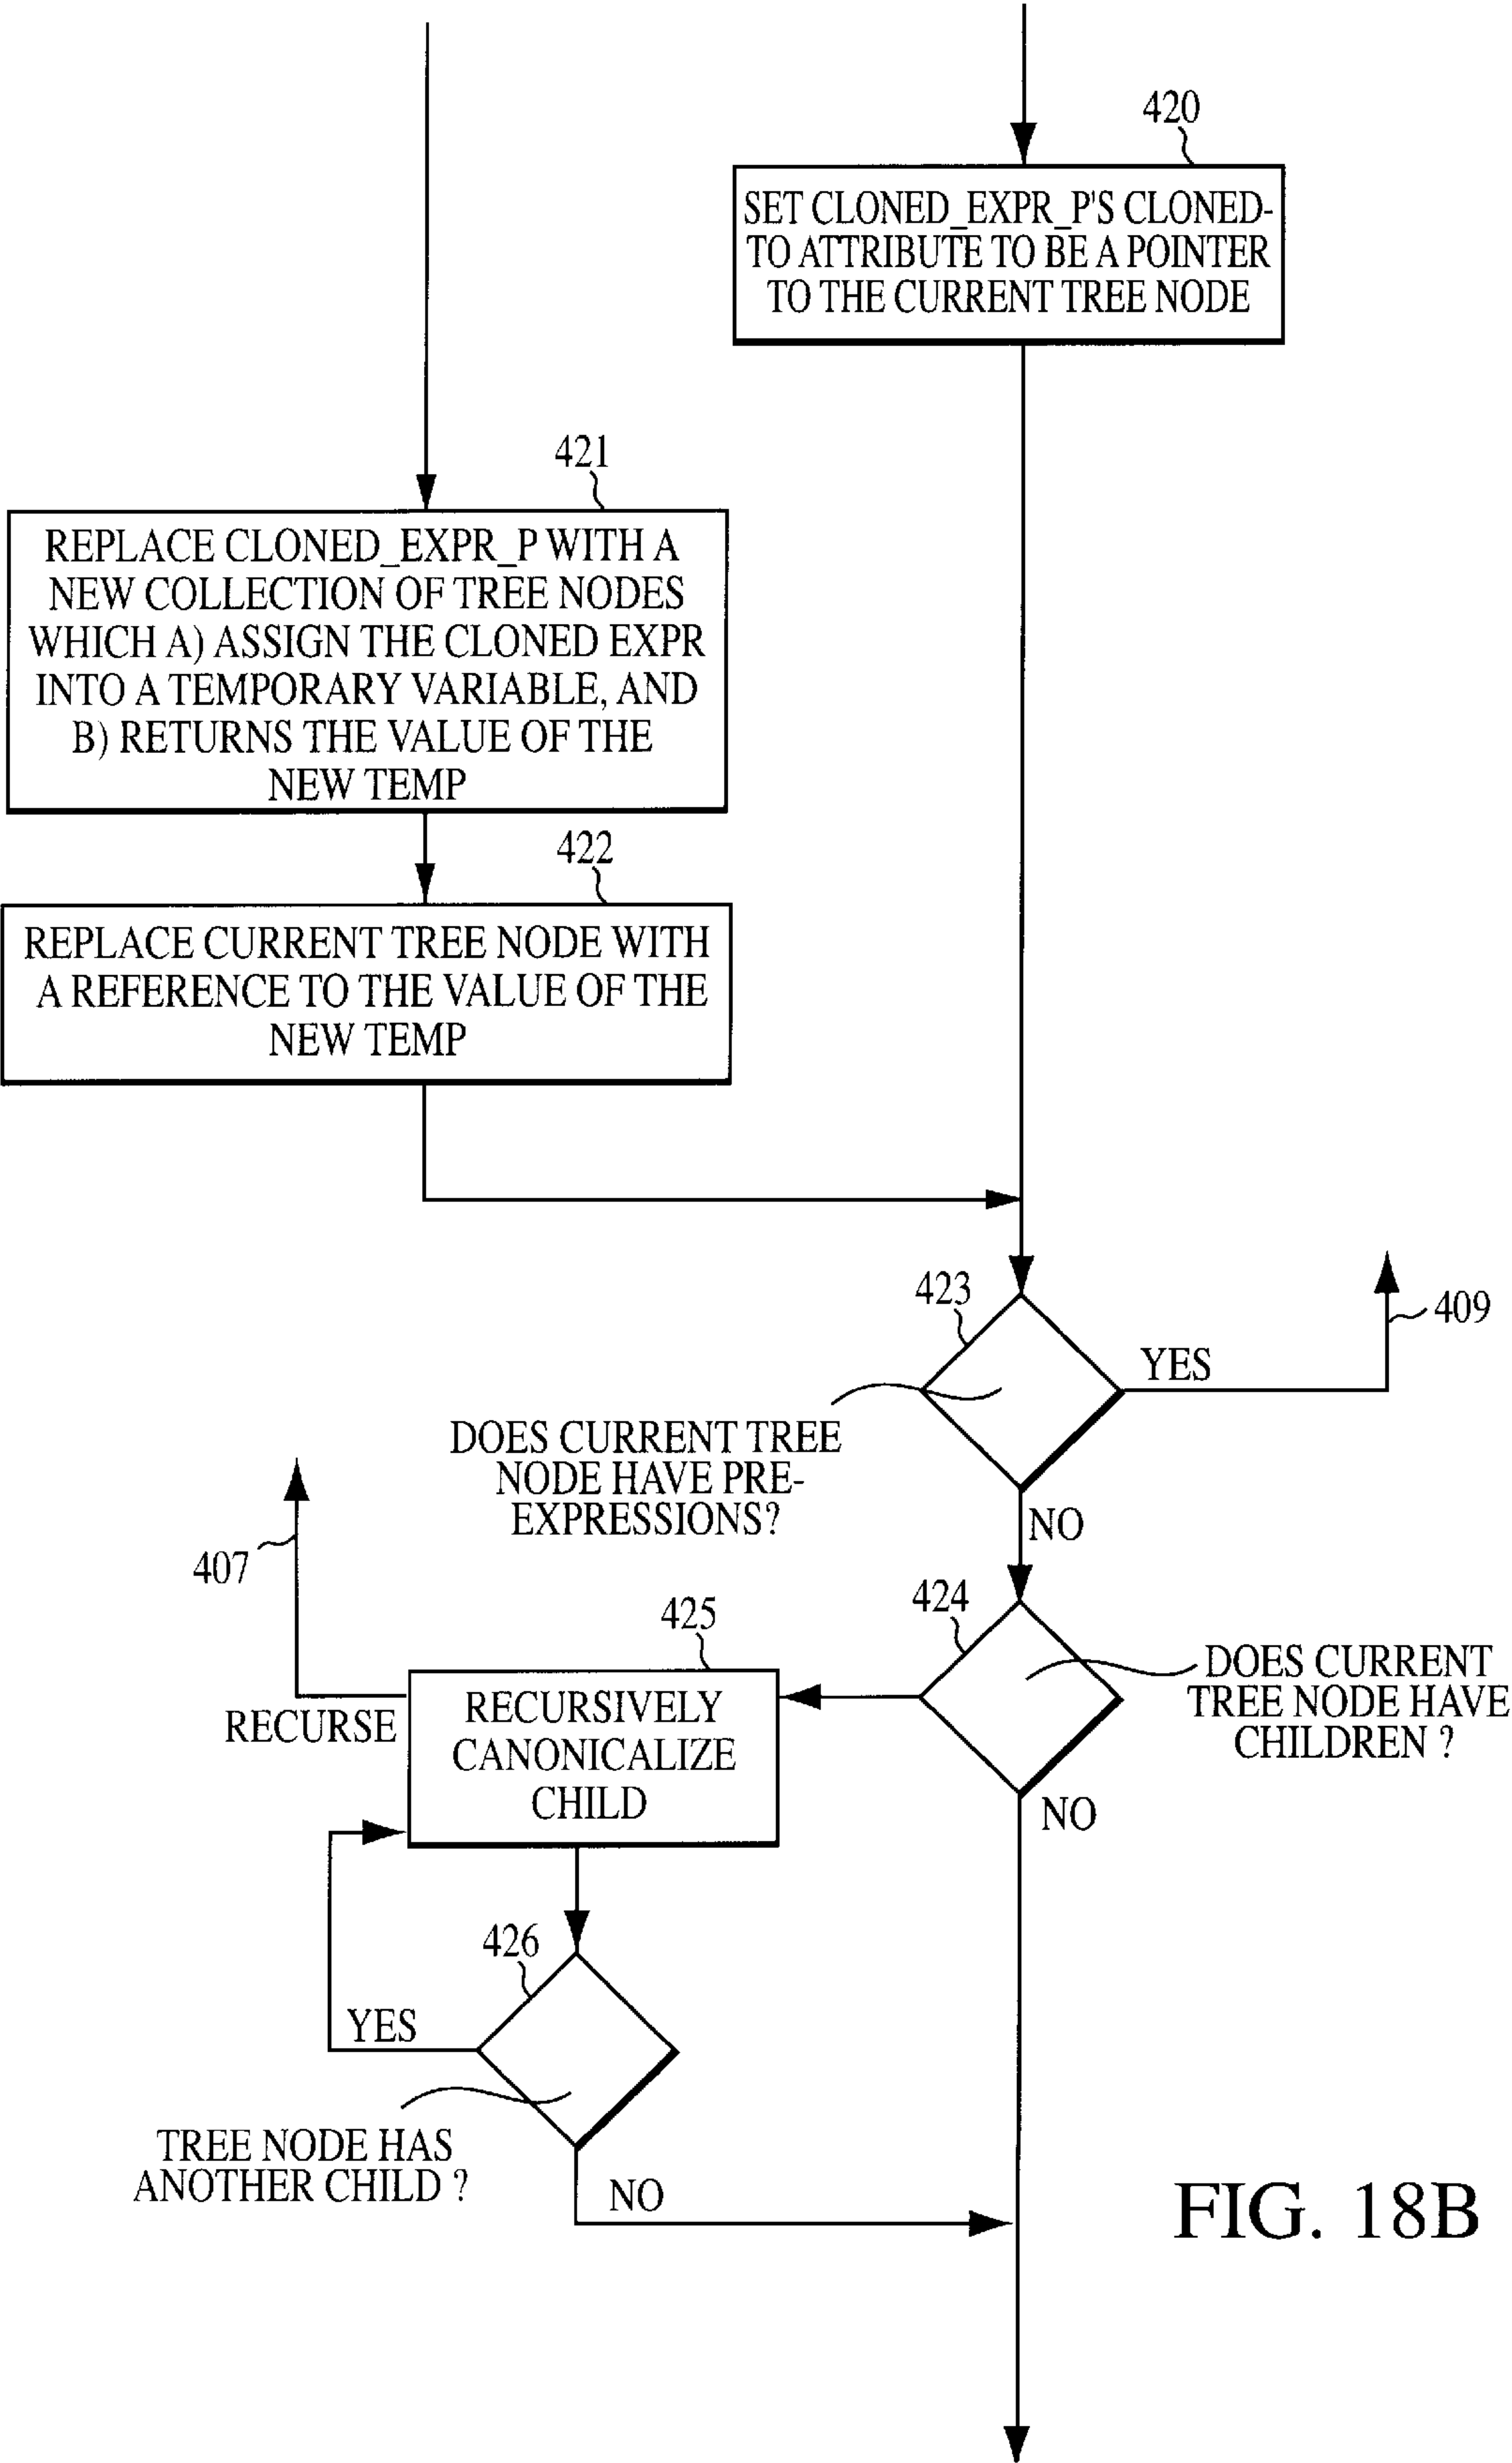 420
SET CLONED_EXPR_P'S CLONED-
TO ATTRIBUTE TO BE A POINTER
TO THE CURRENT TREE NODE
421
REPLACE CLONED_EXPR_P WITH A
NEW COLLECTION OF TREE NODES
WHICH A) ASSIGN THE CLONED EXPR
INTO A TEMPORARY VARIABLE, AND
B) RETURNS THE VALUE OF THE
NEW TEMP
422
REPLACE CURRENT TREE NODE WITH
A REFERENCE TO THE VALUE OF THE
NEW TEMP
423
409
YES
DOES CURRENT TREE
NODE HAVE PRE-
EXPRESSIONS?
NO
407
424
425
DOES CURRENT
TREE NODE HAVE
CHILDREN ?
RECURSE
RECURSIVELY
CANONICALIZE
CHILD
NO
426
YES
TREE NODE HAS
ANOTHER CHILD ?
NO
FIG. 18B